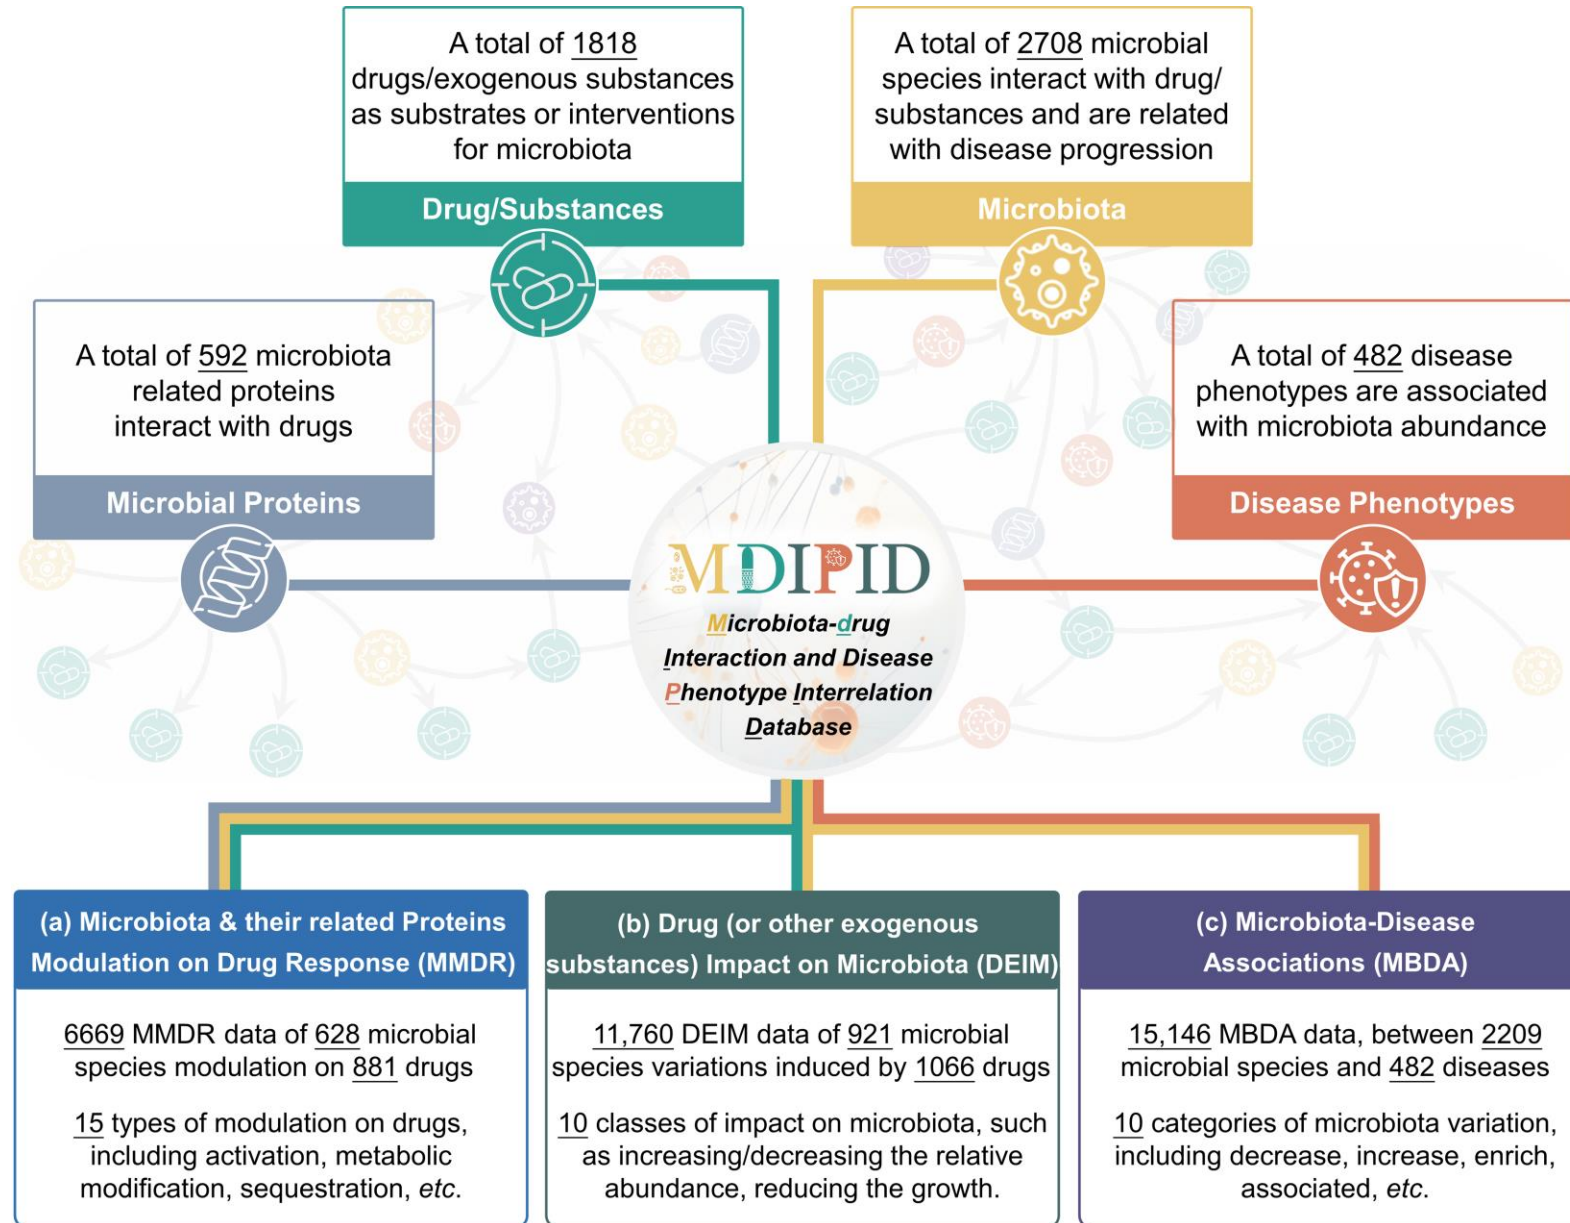 A total of 1818
drugs/exogenous substances
as substrates or interventions
for microbiota
Drug/Substances
A total of 2708 microbial
species interact with drug/
substances and are related
with disease progression
Microbiota
A total of 592 microbiota
related proteins
interact with drugs
Microbial Proteins
A total of 482 disease
phenotypes are associated
with microbiota abundance
Disease Phenotypes
MDIPID
Microbiota-drug
Interaction and Disease
Phenotype Interrelation
Database
(a) Microbiota & their related Proteins
Modulation on Drug Response (MMDR)
6669 MMDR data of 628 microbial
species modulation on 881 drugs
15 types of modulation on drugs,
including activation, metabolic
modification, sequestration, etc.
(b) Drug (or other exogenous
substances) Impact on Microbiota (DEIM)
11,760 DEIM data of 921 microbial
species variations induced by 1066 drugs
10 classes of impact on microbiota, such
as increasing/decreasing the relative
abundance, reducing the growth.
(c) Microbiota-Disease
Associations (MBDA)
15,146 MBDA data, between 2209
microbial species and 482 diseases
10 categories of microbiota variation,
including decrease, increase, enrich,
associated, etc.